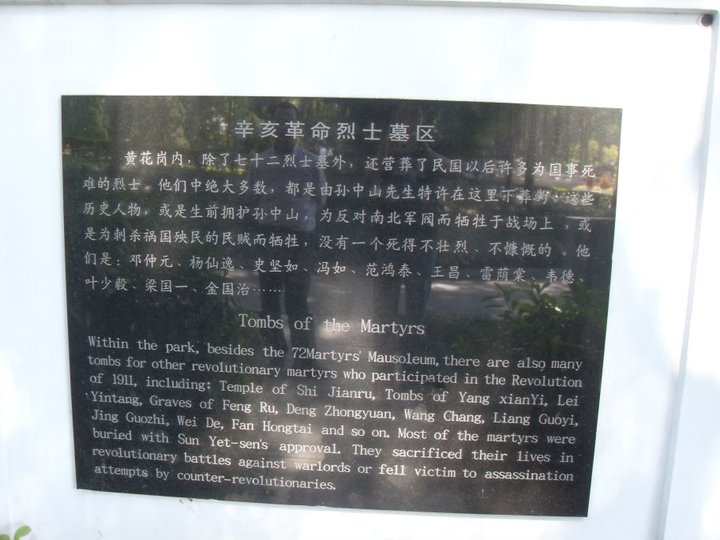 辛亥革命烈士墓区
黄花岗内，除了七十二烈士墓外，还营葬了民国以后许多为国事死
难的烈士。他们中绝大多数，都是由孙中山先生特许在这里下葬的，这些
历史人物，或是生前拥护孙中山，为反对南北军阀而牺牲于战场上，或
是为刺杀祸国殃民的民贼而牺牲，没有一个死得不壮烈、不慷慨的。他
们是：邓仲元、杨仙逸、史坚如、冯如、范鸿泰、王昌、雷荫棠、韦德、
叶少毅、梁国一、金国治……
Tombs of the Martyrs
Within the park, besides the 72Martyrs' Mausoleum, there are also many
tombs for other revolutionary martyrs who participated in the Revolution
of 1911, including: Temple of Shi Jianru, Tombs of Yang xianYi, Lei
Yintang, Graves of Feng Ru, Deng Zhongyuan, Wang Chang, Liang Guoyi,
Jing Guozhi, Wei De, Fan Hongtai and so on. Most of the martyrs were
buried with Sun Yet-sen's approval. They sacrificed their lives in
revolutionary battles against warlords or fell victim to assassination
attempts by counter-revolutionaries.